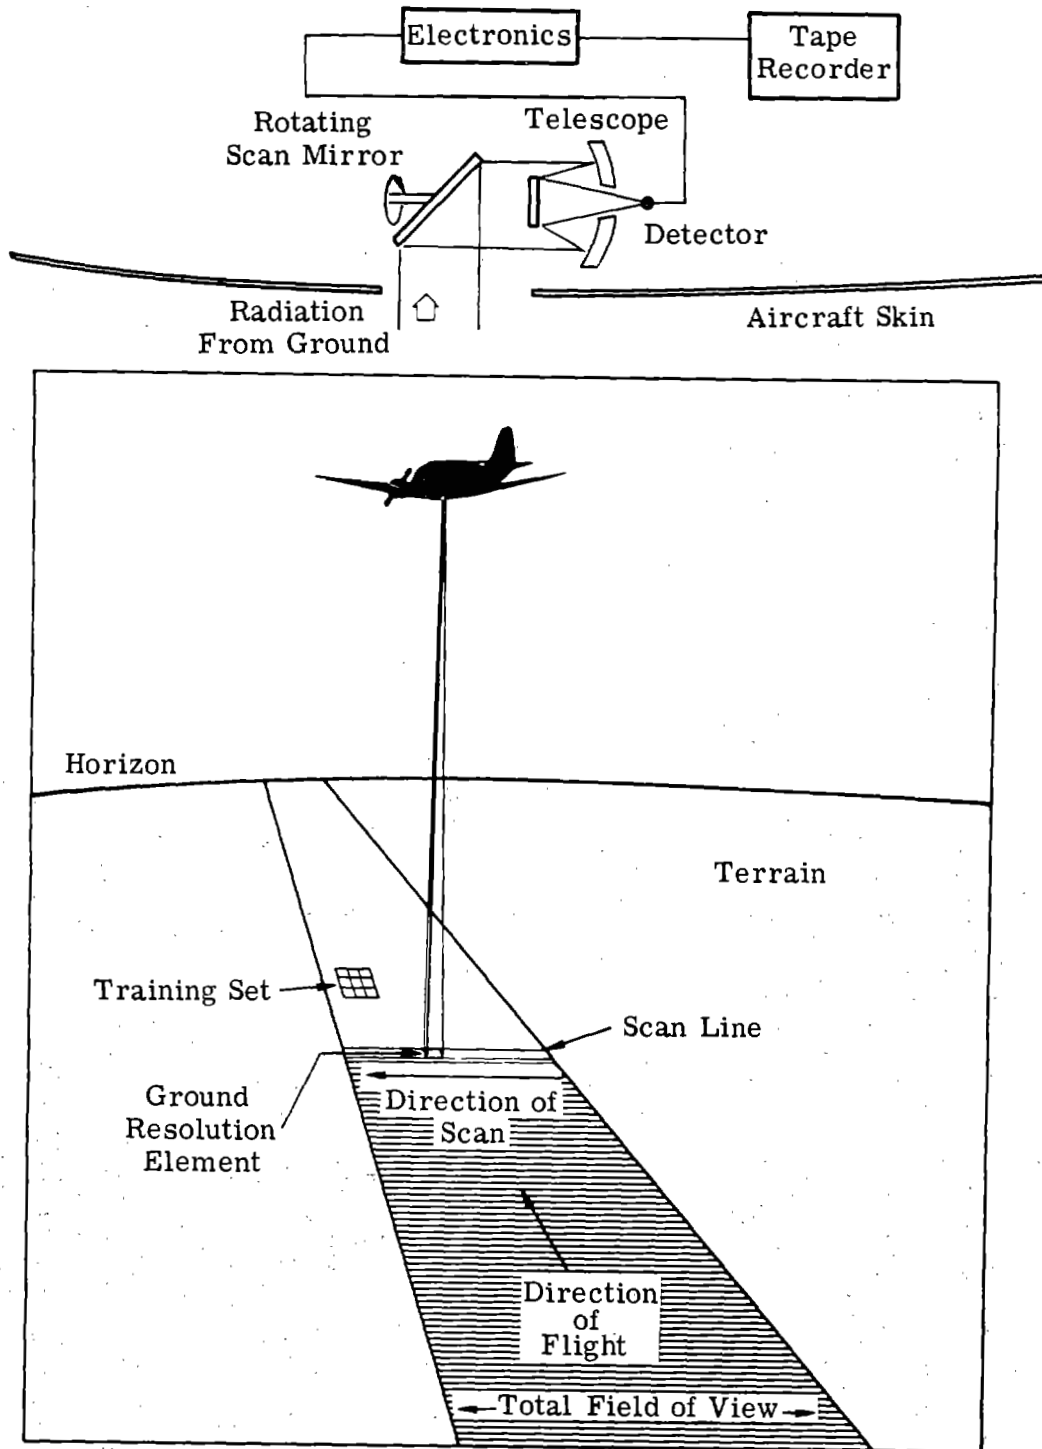 Electronics
Tape
Recorder
Rotating
Scan Mirror
Telescope
Detector
Radiation
From Ground
Aircraft Skin
Horizon
Terrain
Training Set
Scan Line
Ground
Resolution
Element
Direction of
Scan
Direction
of
Flight
Total Field of View